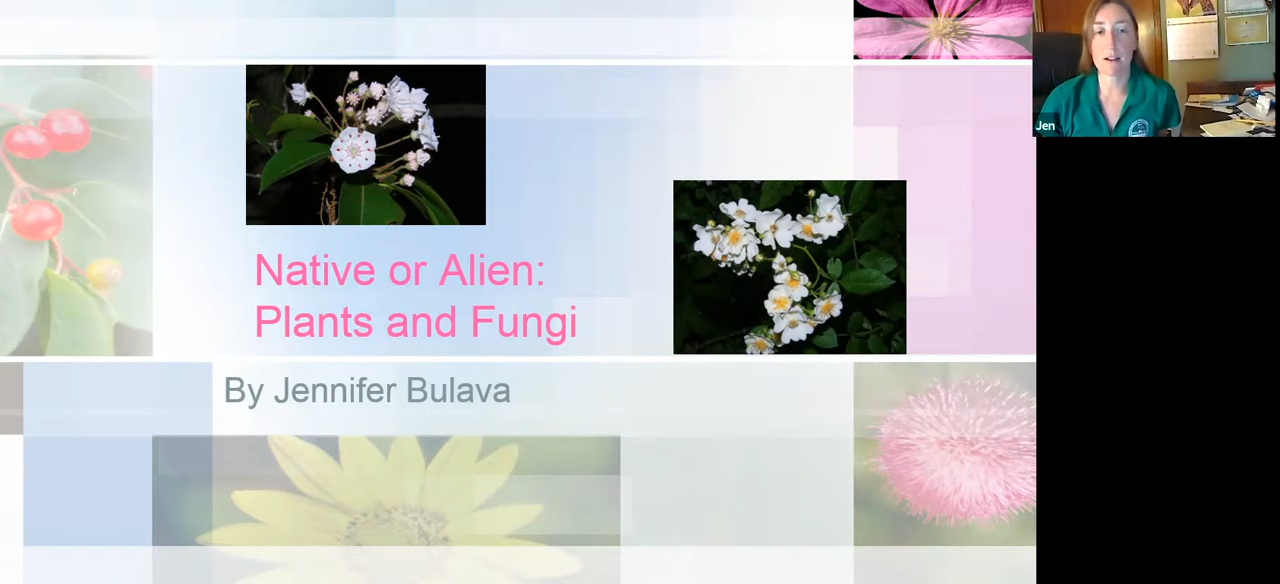 Native or Alien:
Plants and Fungi
By Jennifer Bulava
Jen